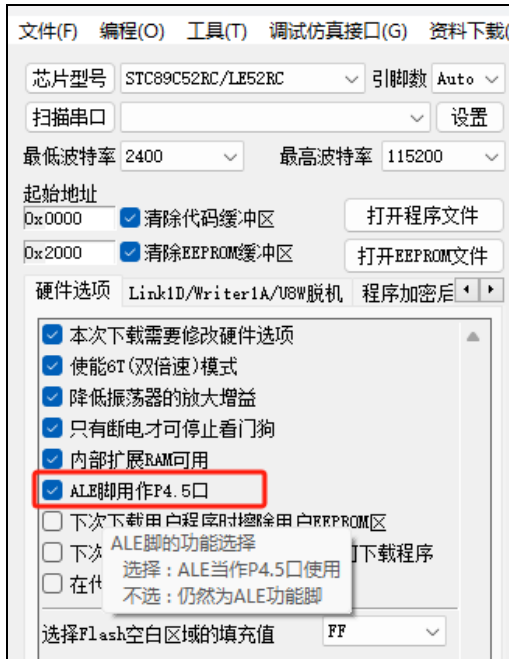 文件(F) 编程(O) 工具(T) 调试仿真接口(G) 资料下载(
芯片型号 STC89C52RC/LE52RC 引脚数 Auto
扫描串口 设置
最低波特率 2400 最高波特率 115200
起始地址
0x0000 清除代码缓冲区 打开程序文件
0x2000 清除EEPROM缓冲区 打开EEPROM文件
硬件选项 Link1D/Writer1A/U8W脱机 程序加密后
本次下载需要修改硬件选项
使能6T(双倍速)模式
降低振荡器的放大增益
只有断电才可停止看门狗
内部扩展RAM可用
ALE脚用作P4.5口
下次下载用户程序时擦除用户EEPROM区
ALE脚的功能选择
下次 可下载程序
选择：ALE当作P4.5口使用
在代
不选：仍然为ALE功能脚
选择Flash空白区域的填充值 FF